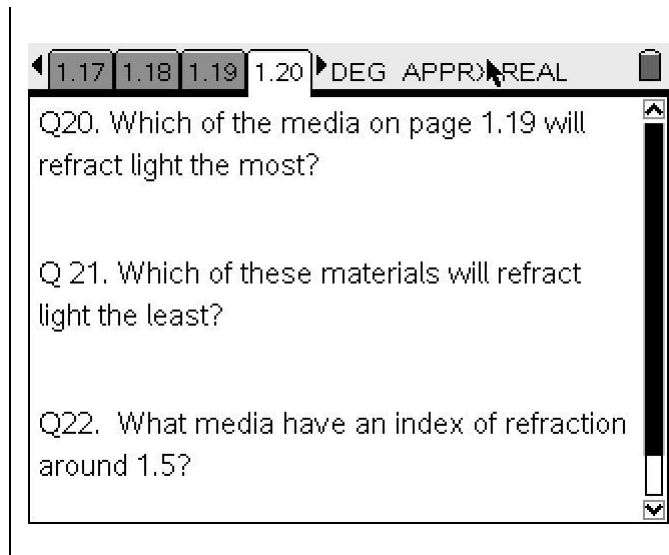 1.17 1.18 1.19 1.20 DEG APPRX REAL
Q20. Which of the media on page 1.19 will
refract light the most?
Q 21. Which of these materials will refract
light the least?
Q22. What media have an index of refraction
around 1.5?